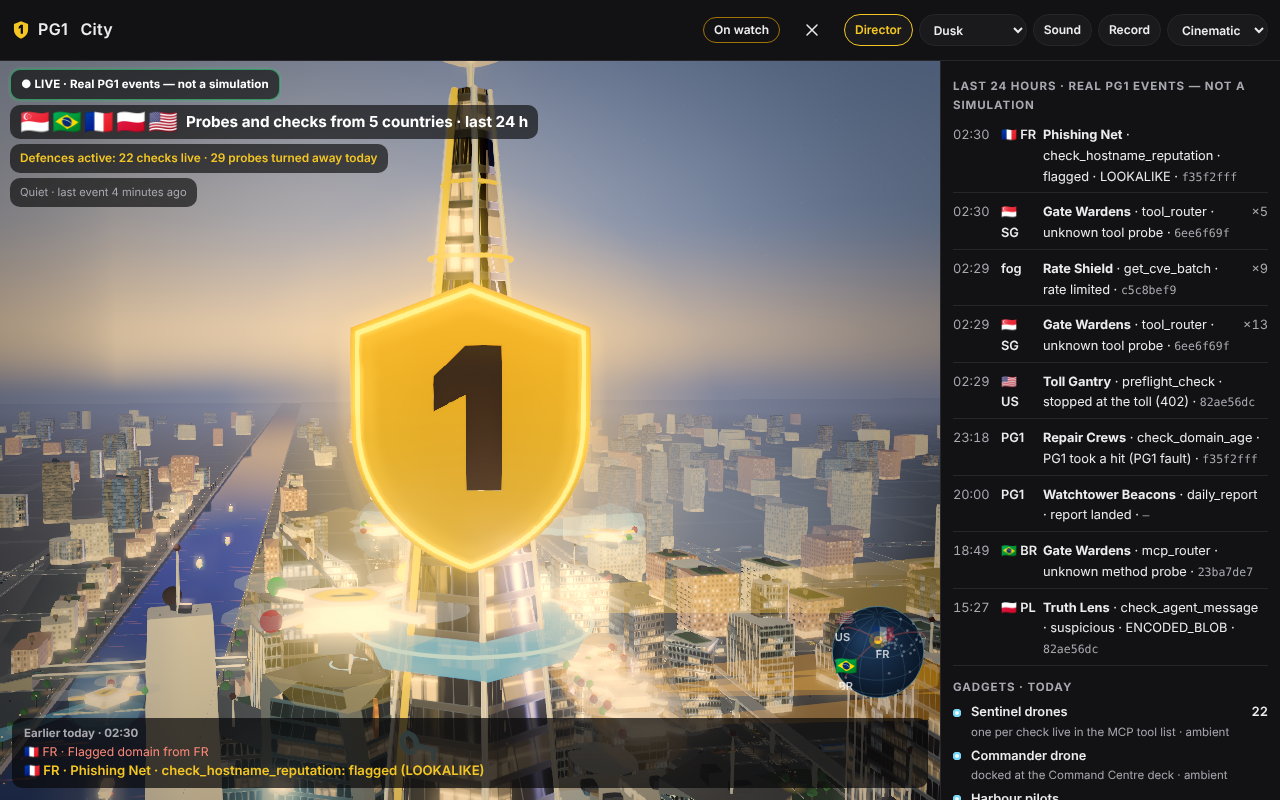 1 PG1 City
On watch
Director
Dusk
Sound
Record
Cinematic
LIVE · Real PG1 events — not a simulation
Probes and checks from 5 countries · last 24 h
Defences active: 22 checks live · 29 probes turned away today
Quiet · last event 4 minutes ago
1
US
FR
BR
Earlier today · 02:30
FR · Flagged domain from FR
FR · Phishing Net · check_hostname_reputation: flagged (LOOKALIKE)
LAST 24 HOURS · REAL PG1 EVENTS — NOT A
SIMULATION
02:30 FR Phishing Net ·
check_hostname_reputation ·
flagged · LOOKALIKE · f35f2fff
02:30 Gate Wardens · tool_router · ×5
SG unknown tool probe · 6ee6f69f
02:29 fog Rate Shield · get_cve_batch · ×9
rate limited · c5c8bef9
02:29 Gate Wardens · tool_router · ×13
SG unknown tool probe · 6ee6f69f
02:29 Toll Gantry · preflight_check ·
US stopped at the toll (402) · 82ae56dc
23:18 PG1 Repair Crews · check_domain_age ·
PG1 took a hit (PG1 fault) · f35f2fff
20:00 PG1 Watchtower Beacons · daily_report
· report landed · —
18:49 BR Gate Wardens · mcp_router ·
unknown method probe · 23ba7de7
15:27 PL Truth Lens · check_agent_message
· suspicious · ENCODED_BLOB ·
82ae56dc
GADGETS · TODAY
Sentinel drones 22
one per check live in the MCP tool list · ambient
Commander drone
docked at the Command Centre deck · ambient
Harbour pilots